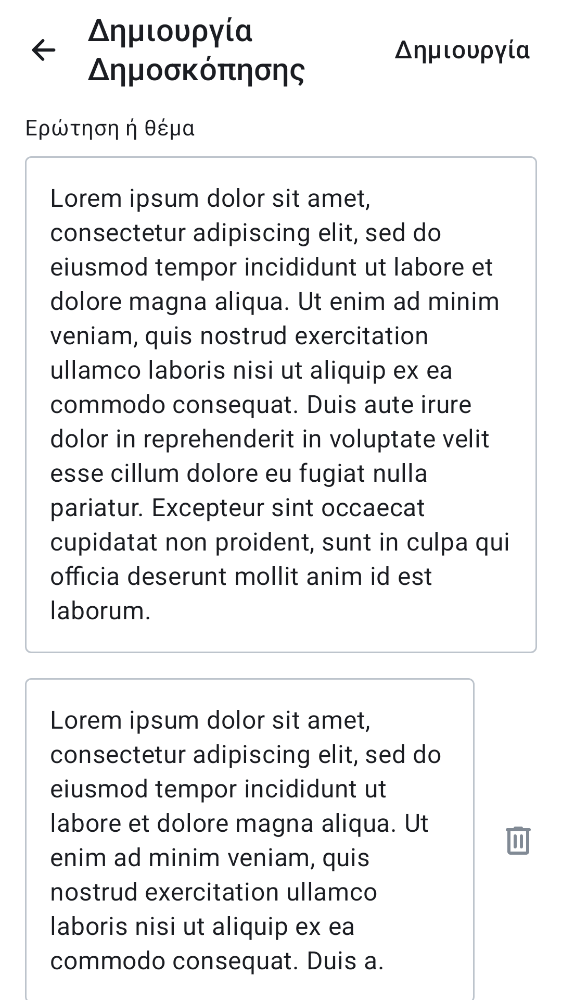 Δημιουργία
Δημοσκόπησης
Δημιουργία
Ερώτηση ή θέμα
Lorem ipsum dolor sit amet,
consectetur adipiscing elit, sed do
eiusmod tempor incididunt ut labore et
dolore magna aliqua. Ut enim ad minim
veniam, quis nostrud exercitation
ullamco laboris nisi ut aliquip ex ea
commodo consequat. Duis aute irure
dolor in reprehenderit in voluptate velit
esse cillum dolore eu fugiat nulla
pariatur. Excepteur sint occaecat
cupidatat non proident, sunt in culpa qui
officia deserunt mollit anim id est
laborum.
Lorem ipsum dolor sit amet,
consectetur adipiscing elit, sed do
eiusmod tempor incididunt ut
labore et dolore magna aliqua. Ut
enim ad minim veniam, quis
nostrud exercitation ullamco
laboris nisi ut aliquip ex ea
commodo consequat. Duis a.